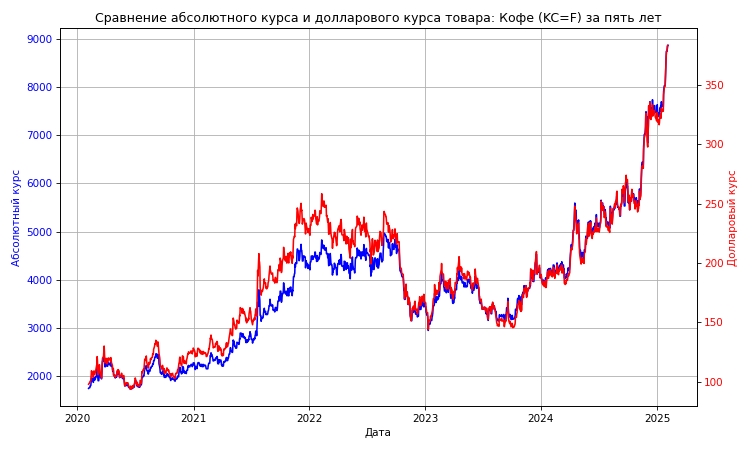 Сравнение абсолютного курса и долларового курса товара: Кофе (KC=F) за пять лет
9000
8000
7000
6000
5000
4000
3000
2000
Абсолютный курс
350
300
250
200
150
100
Долларовый курс
2020 2021 2022 2023 2024 2025
Дата